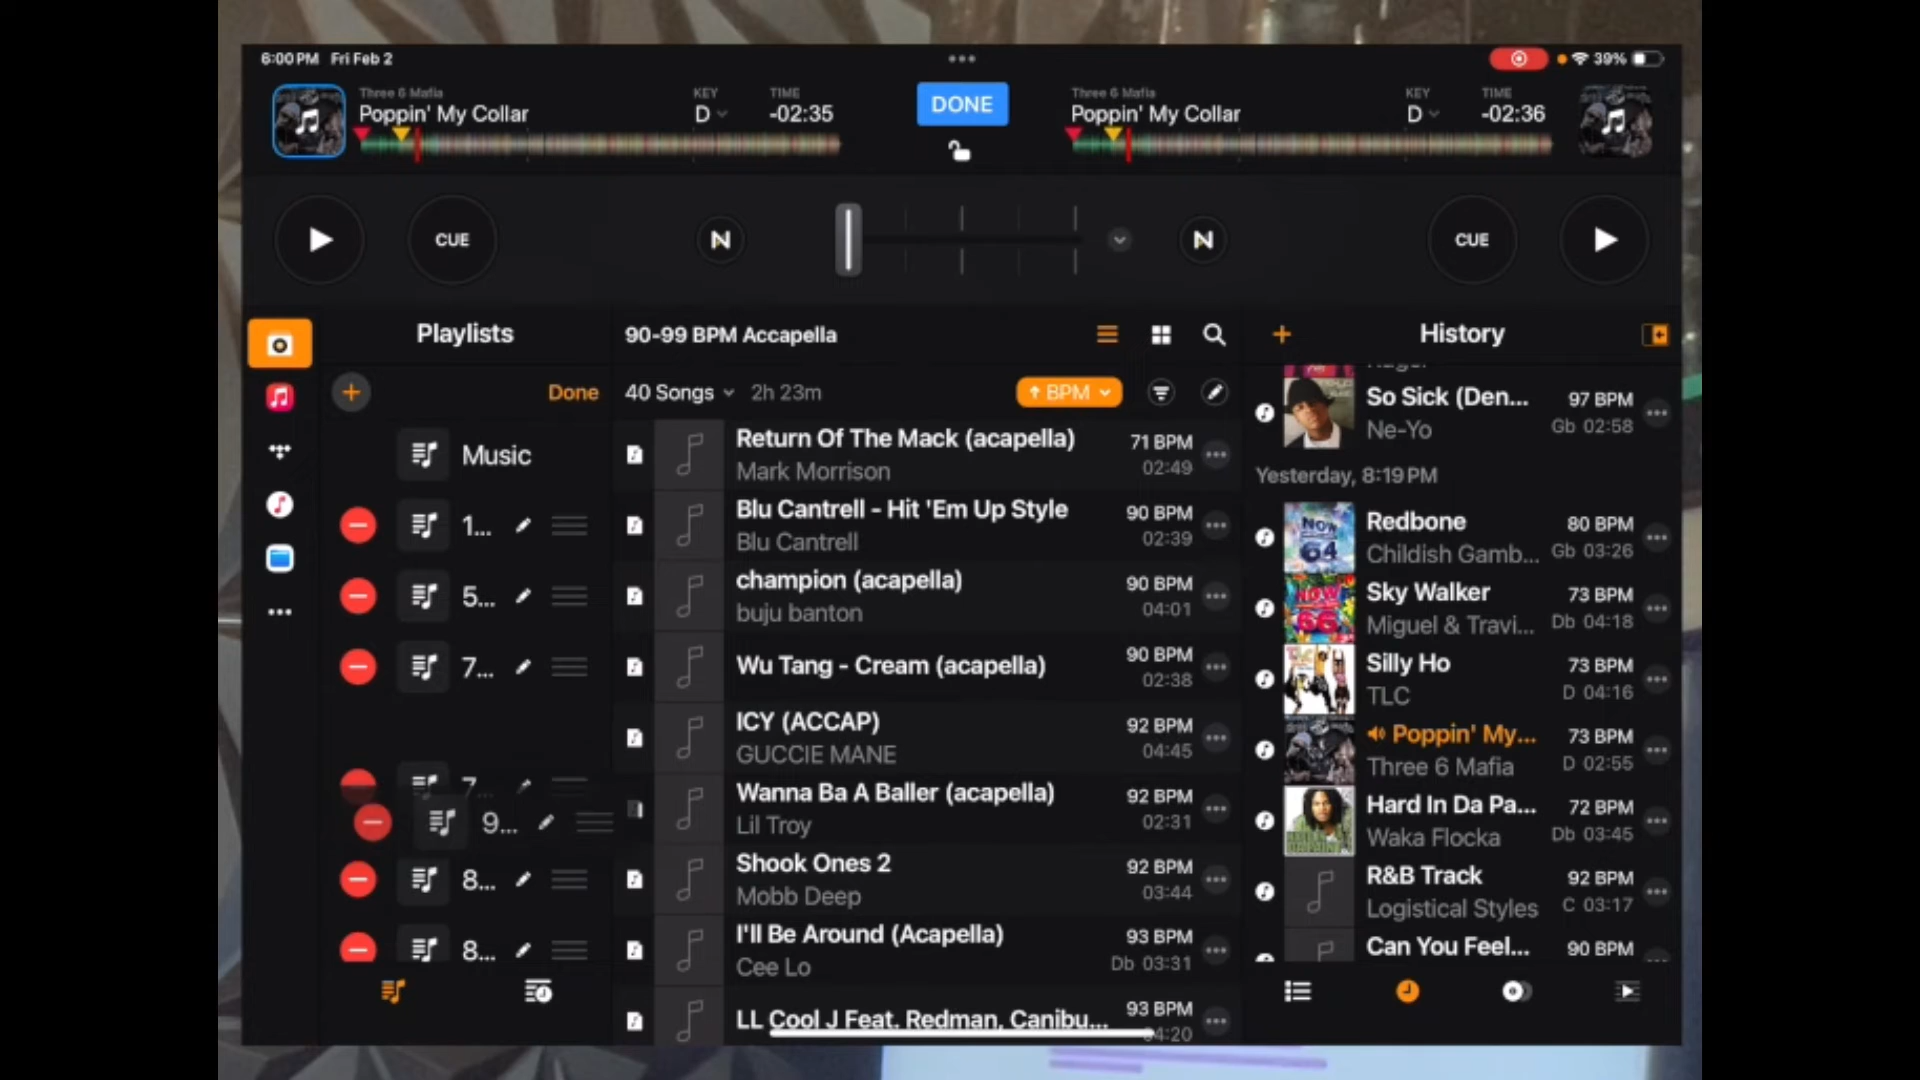 6:00 PM Fri Feb 2
39%
Three 6 Mafia
Poppin' My Collar
KEY
D
TIME
-02:35
DONE
Three 6 Mafia
Poppin' My Collar
KEY
D
TIME
-02:36
CUE
N
N
CUE
Playlists
Done
Music
1...
5...
7...
7...
9...
8...
8...
90-99 BPM Accapella
40 Songs 2h 23m
BPM
Return Of The Mack (acapella) 71 BPM
Mark Morrison 02:49
Blu Cantrell - Hit 'Em Up Style 90 BPM
Blu Cantrell 02:39
champion (acapella) 90 BPM
buju banton 04:01
Wu Tang - Cream (acapella) 90 BPM
02:38
ICY (ACCAP) 92 BPM
GUCCIE MANE 04:45
Wanna Ba A Baller (acapella) 92 BPM
Lil Troy 02:31
Shook Ones 2 92 BPM
Mobb Deep 03:44
I'll Be Around (Acapella) 93 BPM
Cee Lo Db 03:31
LL Cool J Feat. Redman, Canibu... 93 BPM
04:20
History
So Sick (Den... 97 BPM
Ne-Yo Gb 02:58
Yesterday, 8:19 PM
Redbone 80 BPM
Childish Gamb... Gb 03:26
Sky Walker 73 BPM
Miguel & Travi... Db 04:18
Silly Ho 73 BPM
TLC D 04:16
Poppin' My... 73 BPM
Three 6 Mafia D 02:55
Hard In Da Pa... 72 BPM
Waka Flocka Db 03:45
R&B Track 92 BPM
Logistical Styles C 03:17
Can You Feel... 90 BPM
NOW
64
NOW
66